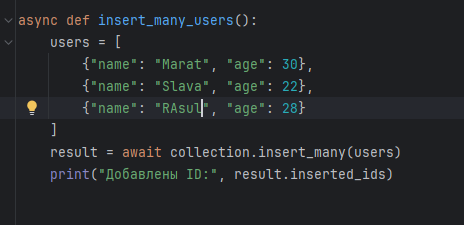 async def insert_many_users():
    users = [
        {"name": "Marat", "age": 30},
        {"name": "Slava", "age": 22},
        {"name": "RAsul", "age": 28}
    ]
    result = await collection.insert_many(users)
    print("Добавлены ID:", result.inserted_ids)